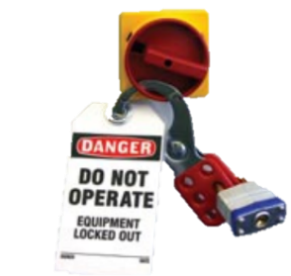 DANGER
DO NOT
OPERATE
EQUIPMENT
LOCKED OUT